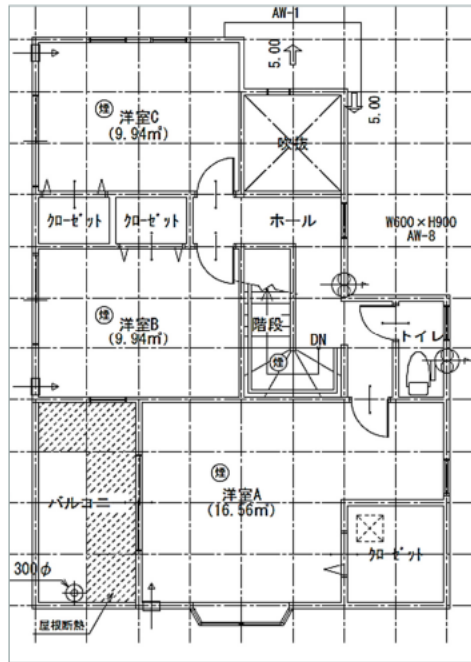 AW-1
5.00
5.00
煙
洋室C
(9.94㎡)
吹抜
クローゼット
クローゼット
ホール
W600×H900
AW-8
煙
洋室B
(9.94㎡)
階段
DN
煙
トイレ
煙
洋室A
(16.56㎡)
バルコニ
クローゼット
300φ
屋根断熱